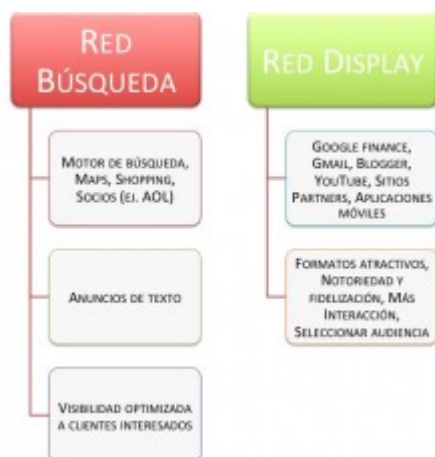 RED
BÚSQUEDA
MOTOR DE BÚSQUEDA,
MAPS, SHOPPING,
SOCIOS (EJ. AOL)
ANUNCIOS DE TEXTO
VISIBILIDAD OPTIMIZADA
A CLIENTES INTERESADOS
RED DISPLAY
GOOGLE FINANCE,
GMAIL, BLOGGER,
YOUTUBE, SITIOS
PARTNERS, APLICACIONES
MÓVILES
FORMATOS ATRACTIVOS,
NOTORIEDAD Y
FIDELIZACIÓN, MÁS
INTERACCIÓN,
SELECCIONAR AUDIENCIA